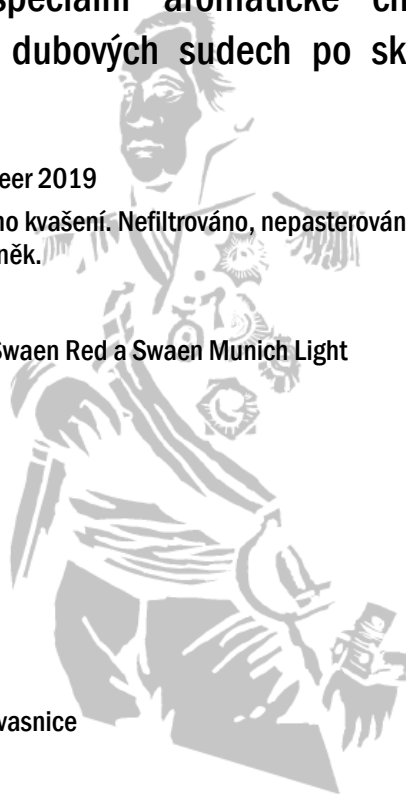 speciální aromatické ch
dubových sudech po sk
eer 2019
ho kvašení. Nefiltrováno, nepasterován
něk.
Swaen Red a Swaen Munich Light
vasnice